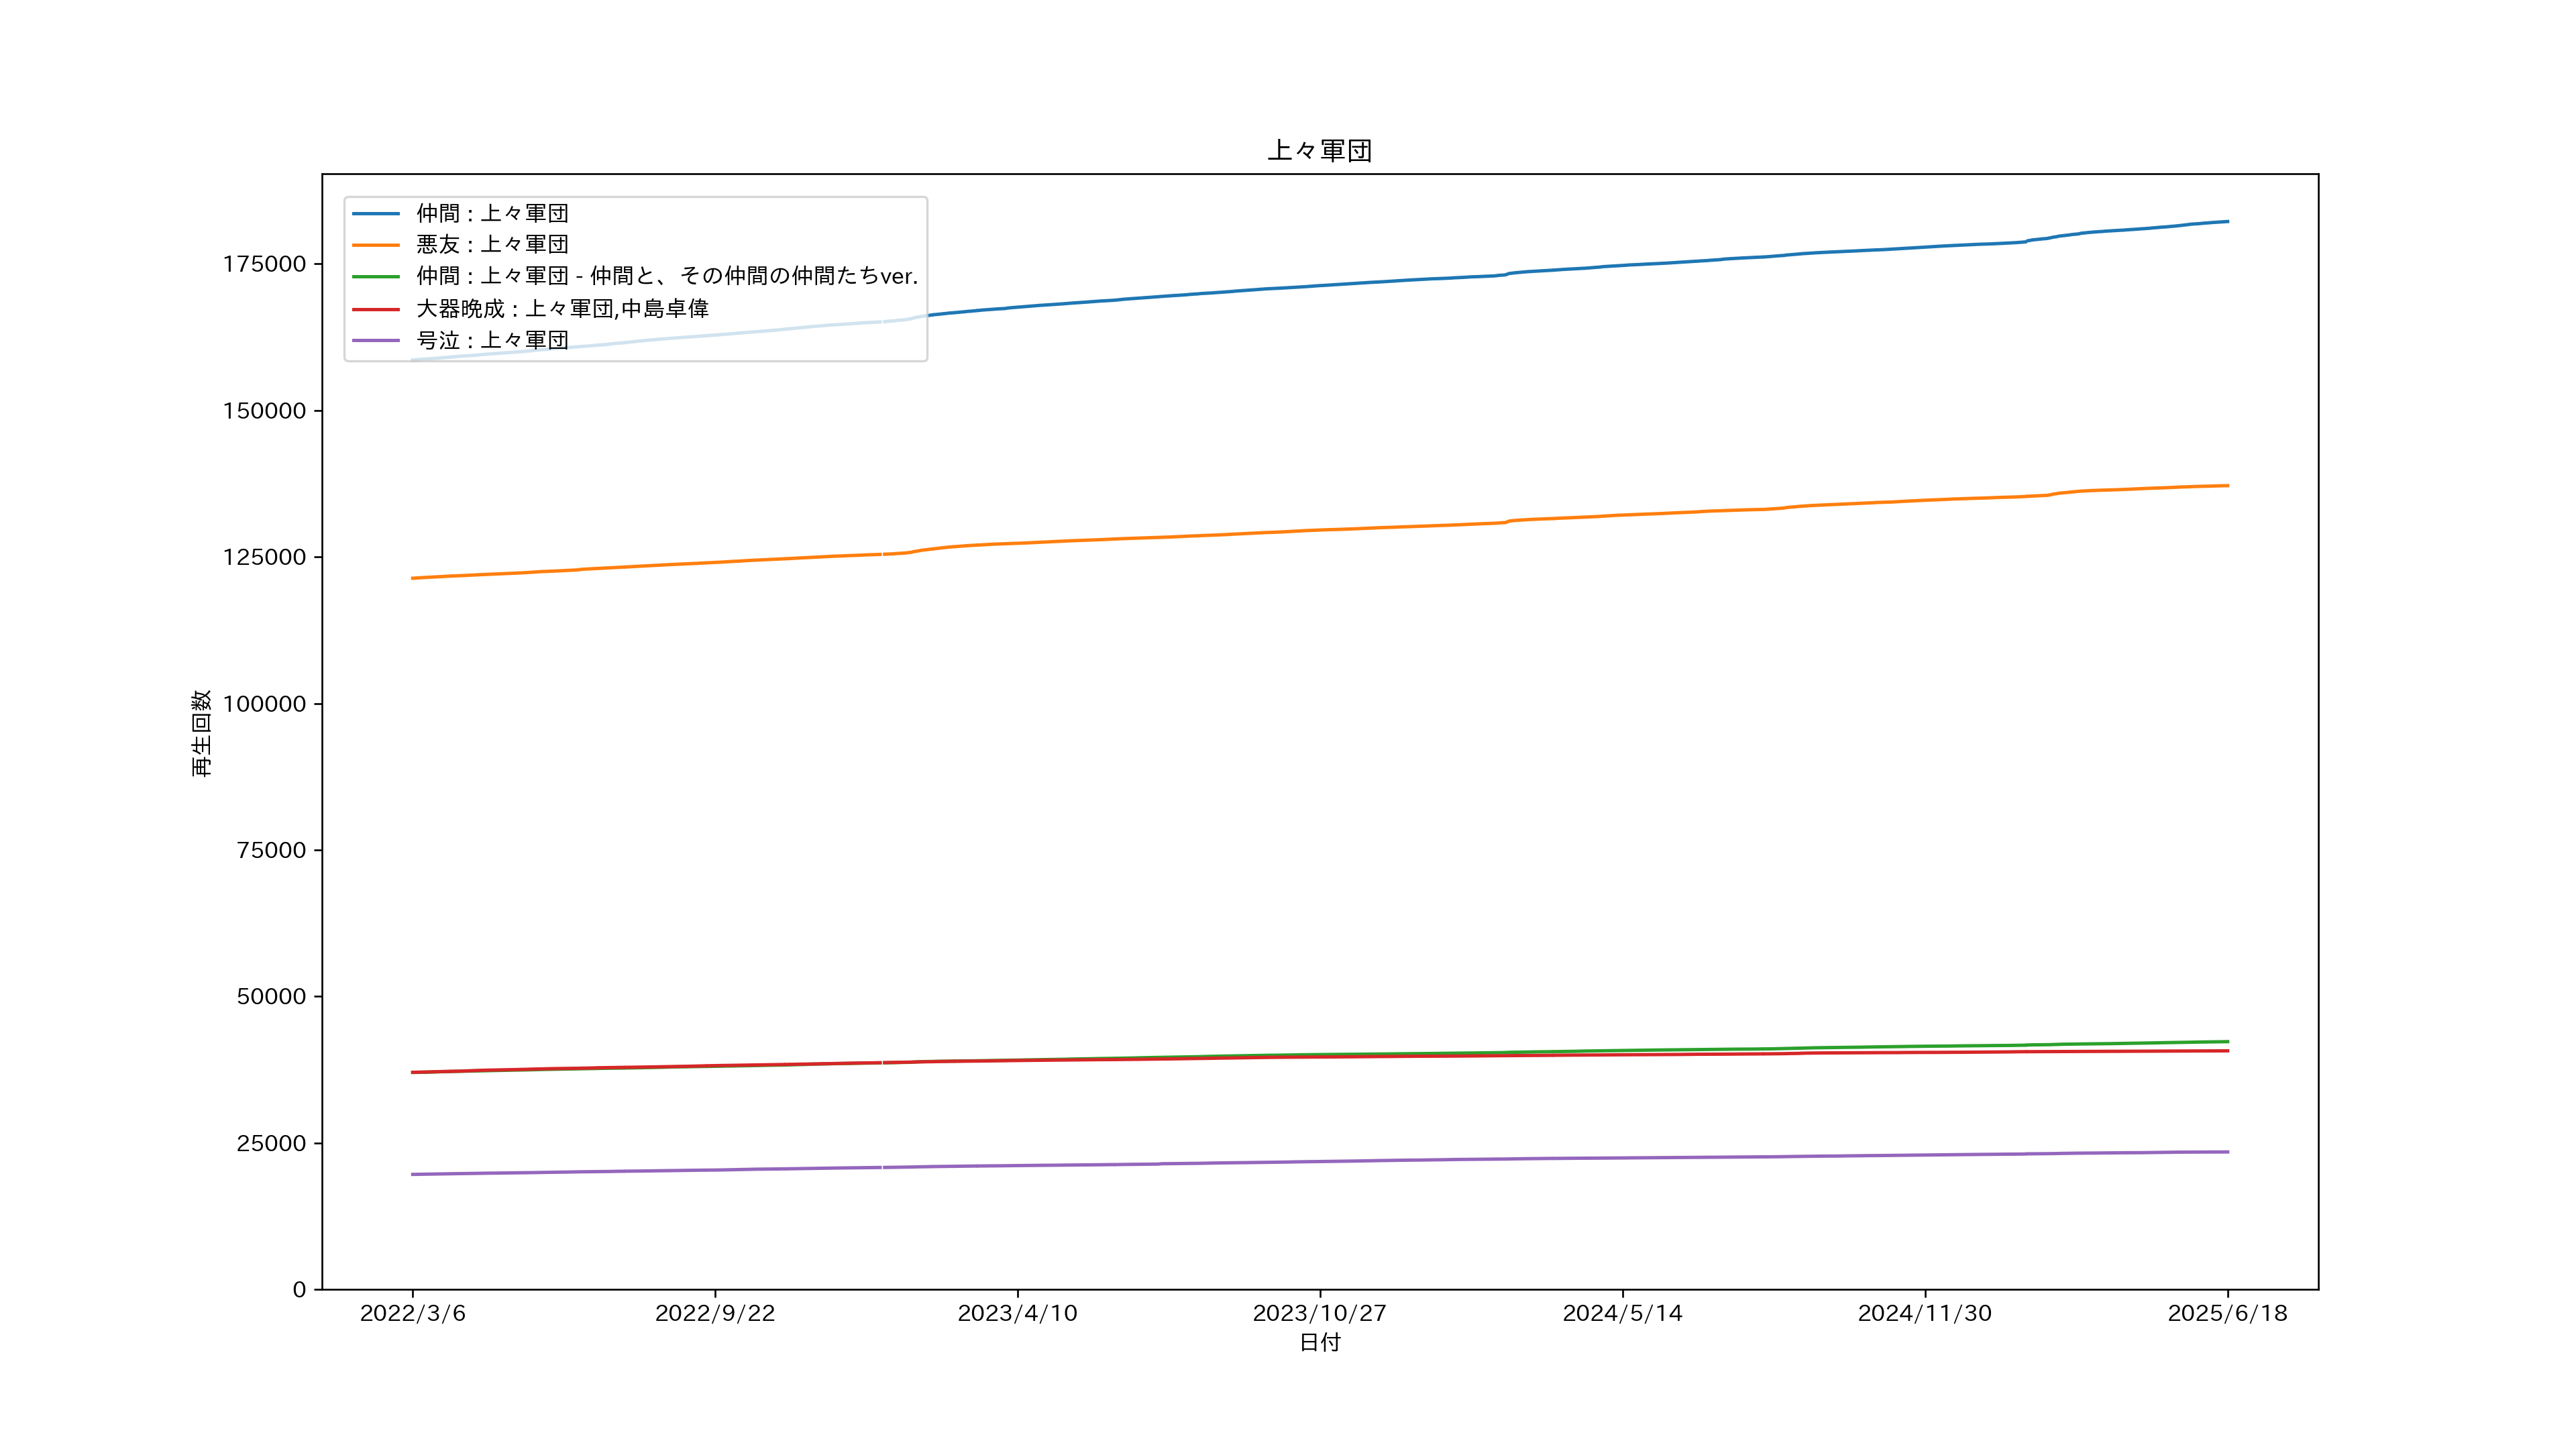 上々軍団
仲間 : 上々軍団
悪友 : 上々軍団
仲間 : 上々軍団 - 仲間と、その仲間の仲間たちver.
大器晩成 : 上々軍団,中島卓偉
号泣 : 上々軍団
175000
150000
125000
100000
75000
50000
25000
0
再生回数
2022/3/6 2022/9/22 2023/4/10 2023/10/27 2024/5/14 2024/11/30 2025/6/18
日付